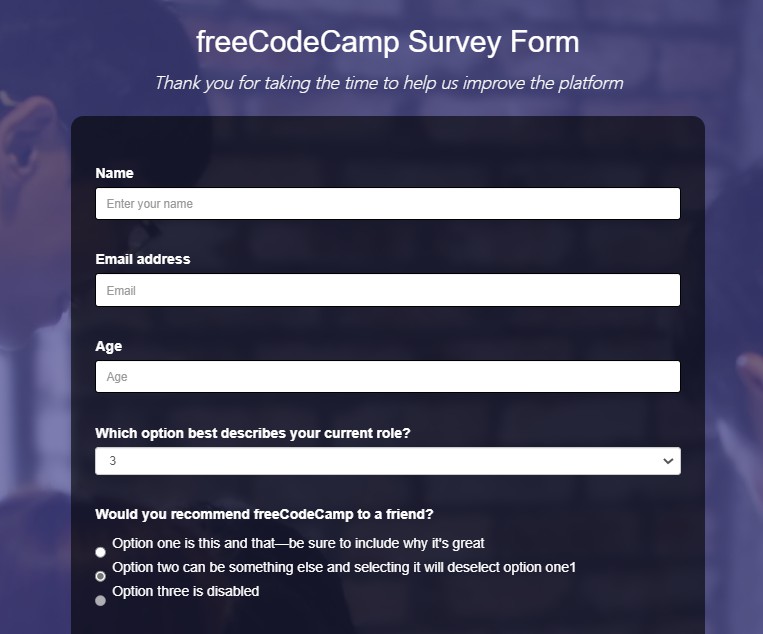 freeCodeCamp Survey Form
Thank you for taking the time to help us improve the platform
Name
Enter your name
Email address
Email
Age
Age
Which option best describes your current role?
3
Would you recommend freeCodeCamp to a friend?
Option one is this and that—be sure to include why it's great
Option two can be something else and selecting it will deselect option one1
Option three is disabled